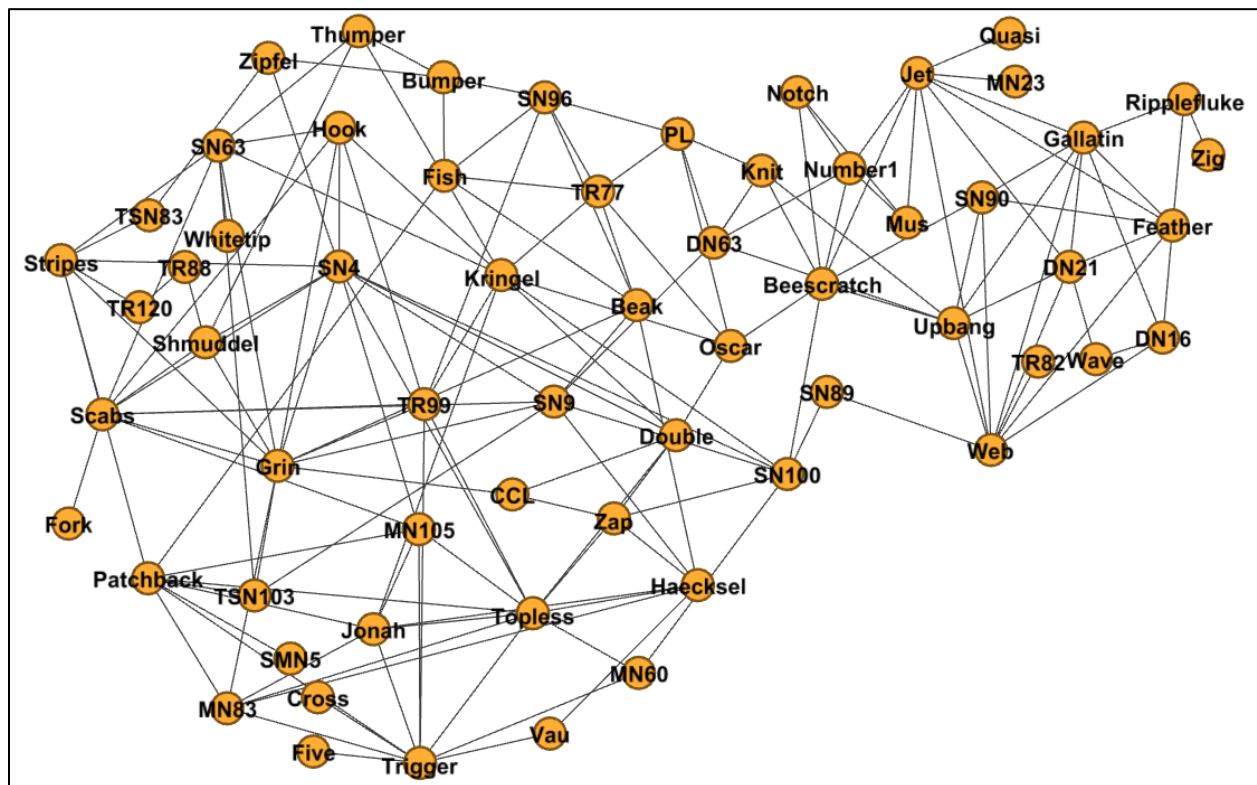 Thumper
Quasi
Zipfel
Bumper
Jet
MN23
SN96
Notch
Ripplefluke
Hook
PL
Gallatin
SN63
Zig
Fish
TR77
Knit
Number1
SN90
TSN83
Whitetip
Mus
Feather
DN63
Stripes
TR88
SN4
Kringel
Beescratch
DN21
TR120
Beak
Upbang
Shmuddel
Oscar
DN16
TR82
Wave
SN89
Scabs
TR99
SN9
Double
Web
Grin
SN100
CCL
Fork
MN105
Zap
Patchback
TSN103
Haecksel
Topless
Jonah
SMN5
MN60
Cross
MN83
Vau
Five
Trigger